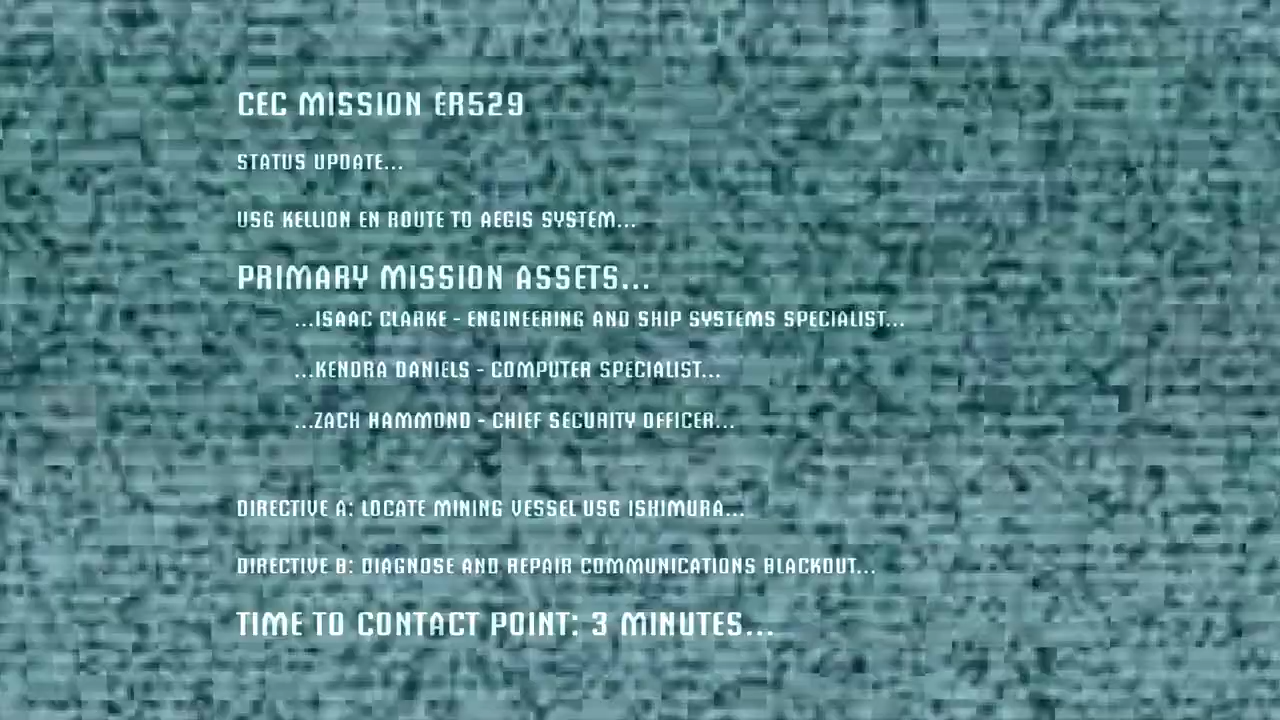 CEC MISSION ER529
STATUS UPDATE...
USG KELLION EN ROUTE TO AEGIS SYSTEM...
PRIMARY MISSION ASSETS...
...ISAAC CLARKE - ENGINEERING AND SHIP SYSTEMS SPECIALIST...
...KENDRA DANIELS - COMPUTER SPECIALIST...
...ZACH HAMMOND - CHIEF SECURITY OFFICER...
DIRECTIVE A: LOCATE MINING VESSEL USG ISHIMURA...
DIRECTIVE B: DIAGNOSE AND REPAIR COMMUNICATIONS BLACKOUT...
TIME TO CONTACT POINT: 3 MINUTES...